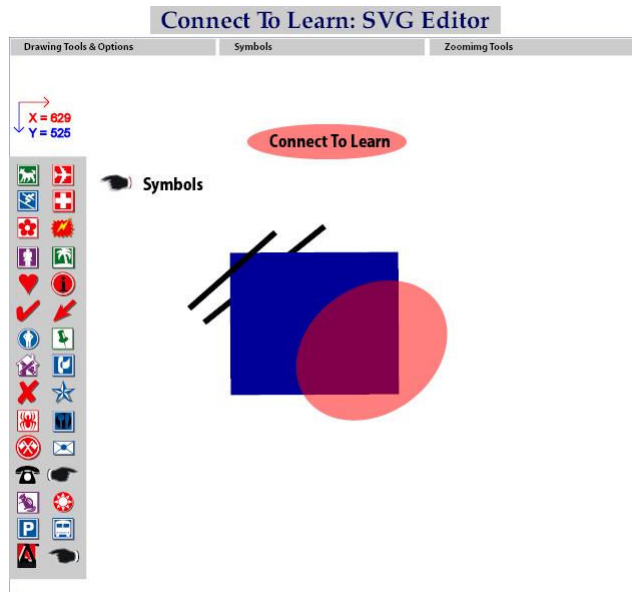 Connect To Learn: SVG Editor
Drawing Tools & Options
Symbols
Zoomimg Tools
X = 629
Y = 525
Connect To Learn
Symbols
i
P
A